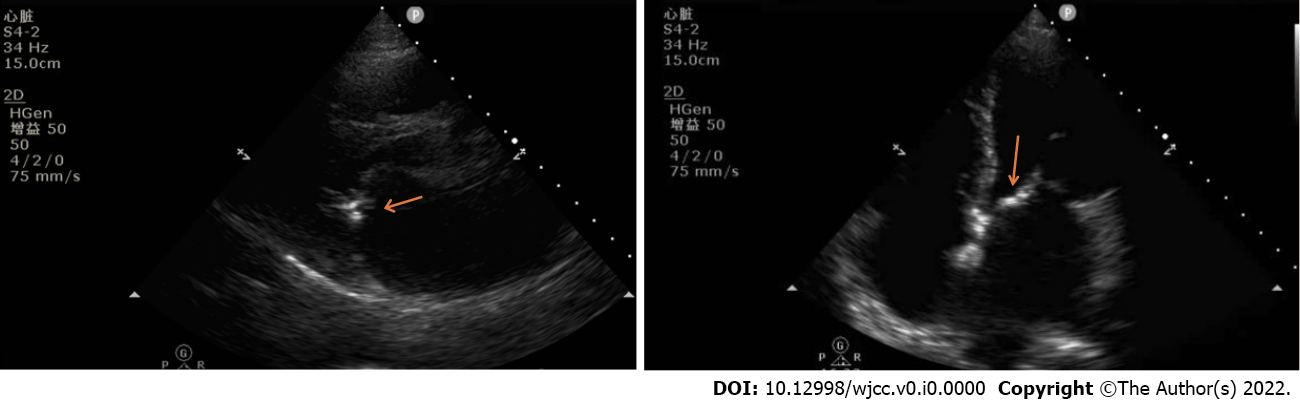 心脏
S4-2
34 Hz
15.0cm
2D
HGen
增益 50
50
4/2/0
75 mm/s
P
G
P R
心脏
S4-2
34 Hz
15.0cm
2D
HGen
增益 50
50
4/2/0
75 mm/s
P
G
P R
DOI: 10.12998/wjcc.v0.i0.0000 Copyright ©The Author(s) 2022.